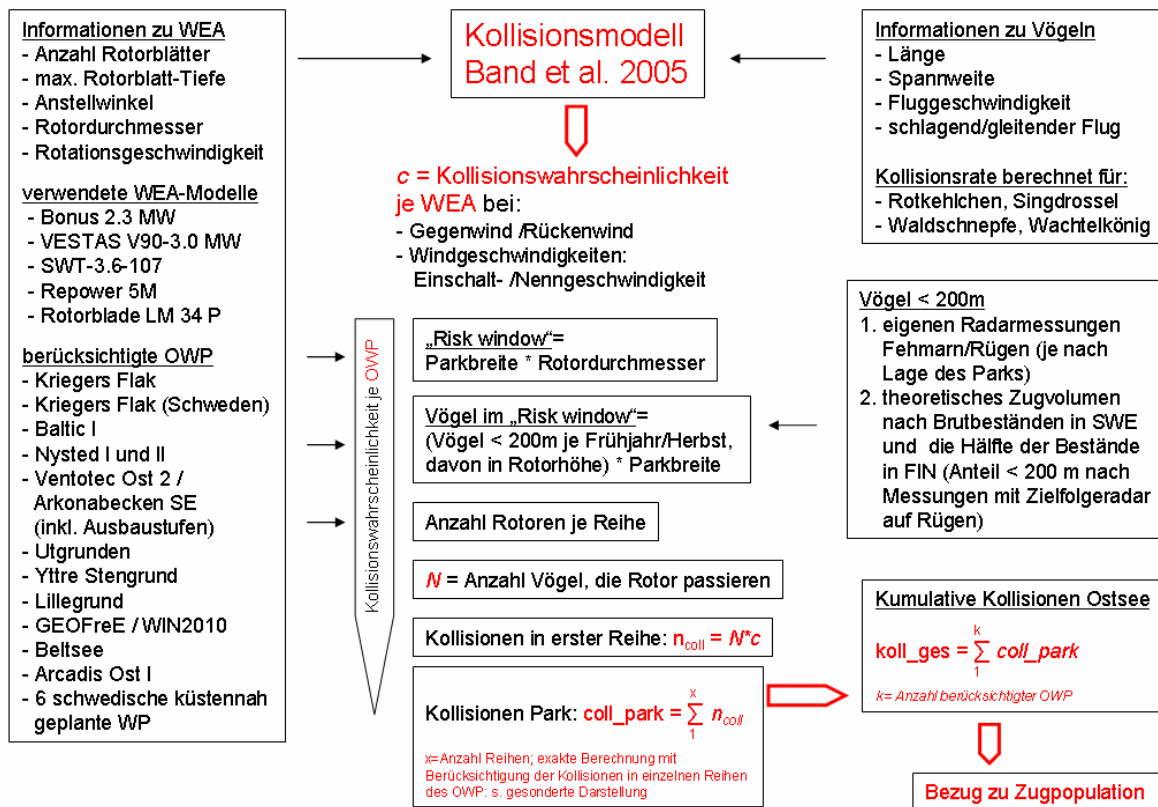 Informationen zu WEA
- Anzahl Rotorblätter
- max. Rotorblatt-Tiefe
- Anstellwinkel
- Rotordurchmesser
- Rotationsgeschwindigkeit
verwendete WEA-Modelle
- Bonus 2.3 MW
- VESTAS V90-3.0 MW
- SWT-3.6-107
- Repower 5M
- Rotorblade LM 34 P
berücksichtigte OWP
- Kriegers Flak
- Kriegers Flak (Schweden)
- Baltic I
- Nysted I und II
- Ventotec Ost 2 /
Arkonabecken SE
(inkl. Ausbaustufen)
- Utgrunden
- Yttre Stengrund
- Lillegrund
- GEOFreE / WIN2010
- Beltsee
- Arcadis Ost I
- 6 schwedische küstennah
geplante WP
Kollisionsmodell
Band et al. 2005
c = Kollisionswahrscheinlichkeit
je WEA bei:
- Gegenwind /Rückenwind
- Windgeschwindigkeiten:
Einschalt- /Nenngeschwindigkeit
Kollisionswahrscheinlichkeit je OWP
„Risk window“=
Parkbreite * Rotordurchmesser
Vögel im „Risk window“=
(Vögel < 200m je Frühjahr/Herbst,
davon in Rotorhöhe) * Parkbreite
Anzahl Rotoren je Reihe
N = Anzahl Vögel, die Rotor passieren
Kollisionen in erster Reihe: n_coll = N*c
Kollisionen Park: coll_park = x ∑ 1 n_coll
x=Anzahl Reihen; exakte Berechnung mit
Berücksichtigung der Kollisionen in einzelnen Reihen
des OWP: s. gesonderte Darstellung
Informationen zu Vögeln
- Länge
- Spannweite
- Fluggeschwindigkeit
- schlagend/gleitender Flug
Kollisionsrate berechnet für:
- Rotkehlchen, Singdrossel
- Waldschnepfe, Wachtelkönig
Vögel < 200m
1. eigenen Radarmessungen
Fehmarn/Rügen (je nach
Lage des Parks)
2. theoretisches Zugvolumen
nach Brutbeständen in SWE
und die Hälfte der Bestände
in FIN (Anteil < 200 m nach
Messungen mit Zielfolgeradar
auf Rügen)
Kumulative Kollisionen Ostsee
koll_ges = k ∑ 1 coll_park
k= Anzahl berücksichtigter OWP
Bezug zu Zugpopulation